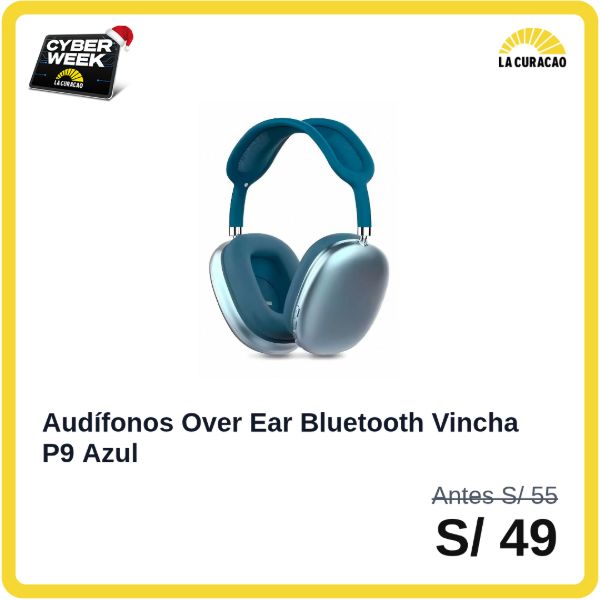 CYBER
WEEK
LA CURACAO
LA CURACAO
Audífonos Over Ear Bluetooth Vincha
P9 Azul
Antes S/ 55
S/ 49